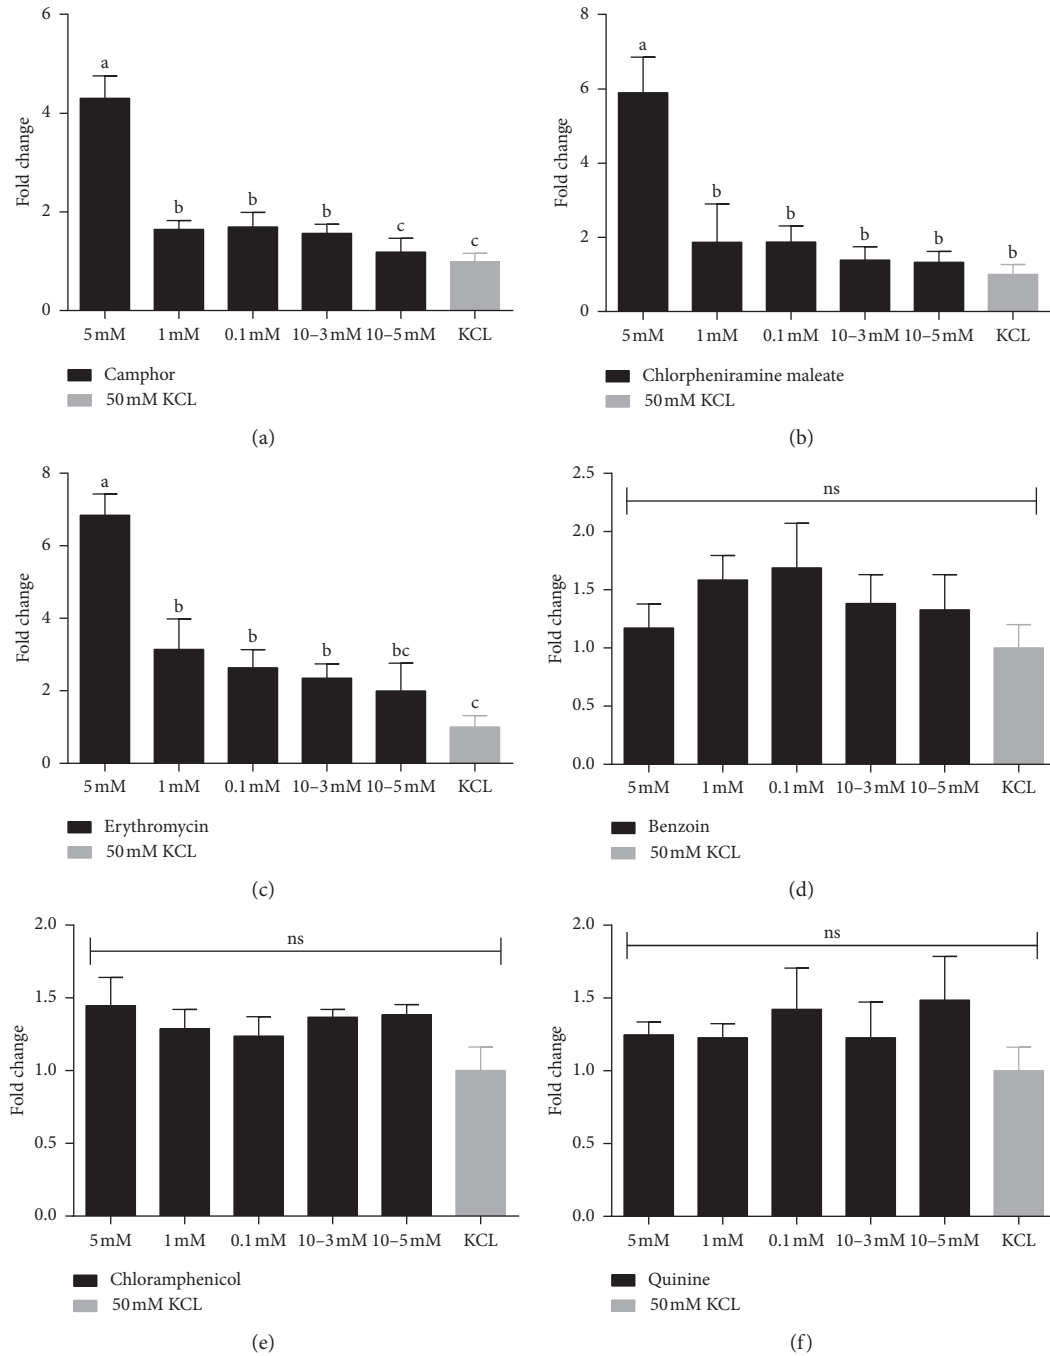 6
4
2
0
Fold change
a
b
b
b
c
c
5 mM
1 mM
0.1 mM
10–3 mM
10–5 mM
KCL
Camphor
50 mM KCL
(a)
8
6
4
2
0
Fold change
a
b
b
b
b
b
5 mM
1 mM
0.1 mM
10–3 mM
10–5 mM
KCL
Chlorpheniramine maleate
50 mM KCL
(b)
8
6
4
2
0
Fold change
a
b
b
b
bc
c
5 mM
1 mM
0.1 mM
10–3 mM
10–5 mM
KCL
Erythromycin
50 mM KCL
(c)
2.5
2.0
1.5
1.0
0.5
0.0
Fold change
ns
5 mM
1 mM
0.1 mM
10–3 mM
10–5 mM
KCL
Benzoin
50 mM KCL
(d)
2.0
1.5
1.0
0.5
0.0
Fold change
ns
5 mM
1 mM
0.1 mM
10–3 mM
10–5 mM
KCL
Chloramphenicol
50 mM KCL
(e)
2.0
1.5
1.0
0.5
0.0
Fold change
ns
5 mM
1 mM
0.1 mM
10–3 mM
10–5 mM
KCL
Quinine
50 mM KCL
(f)